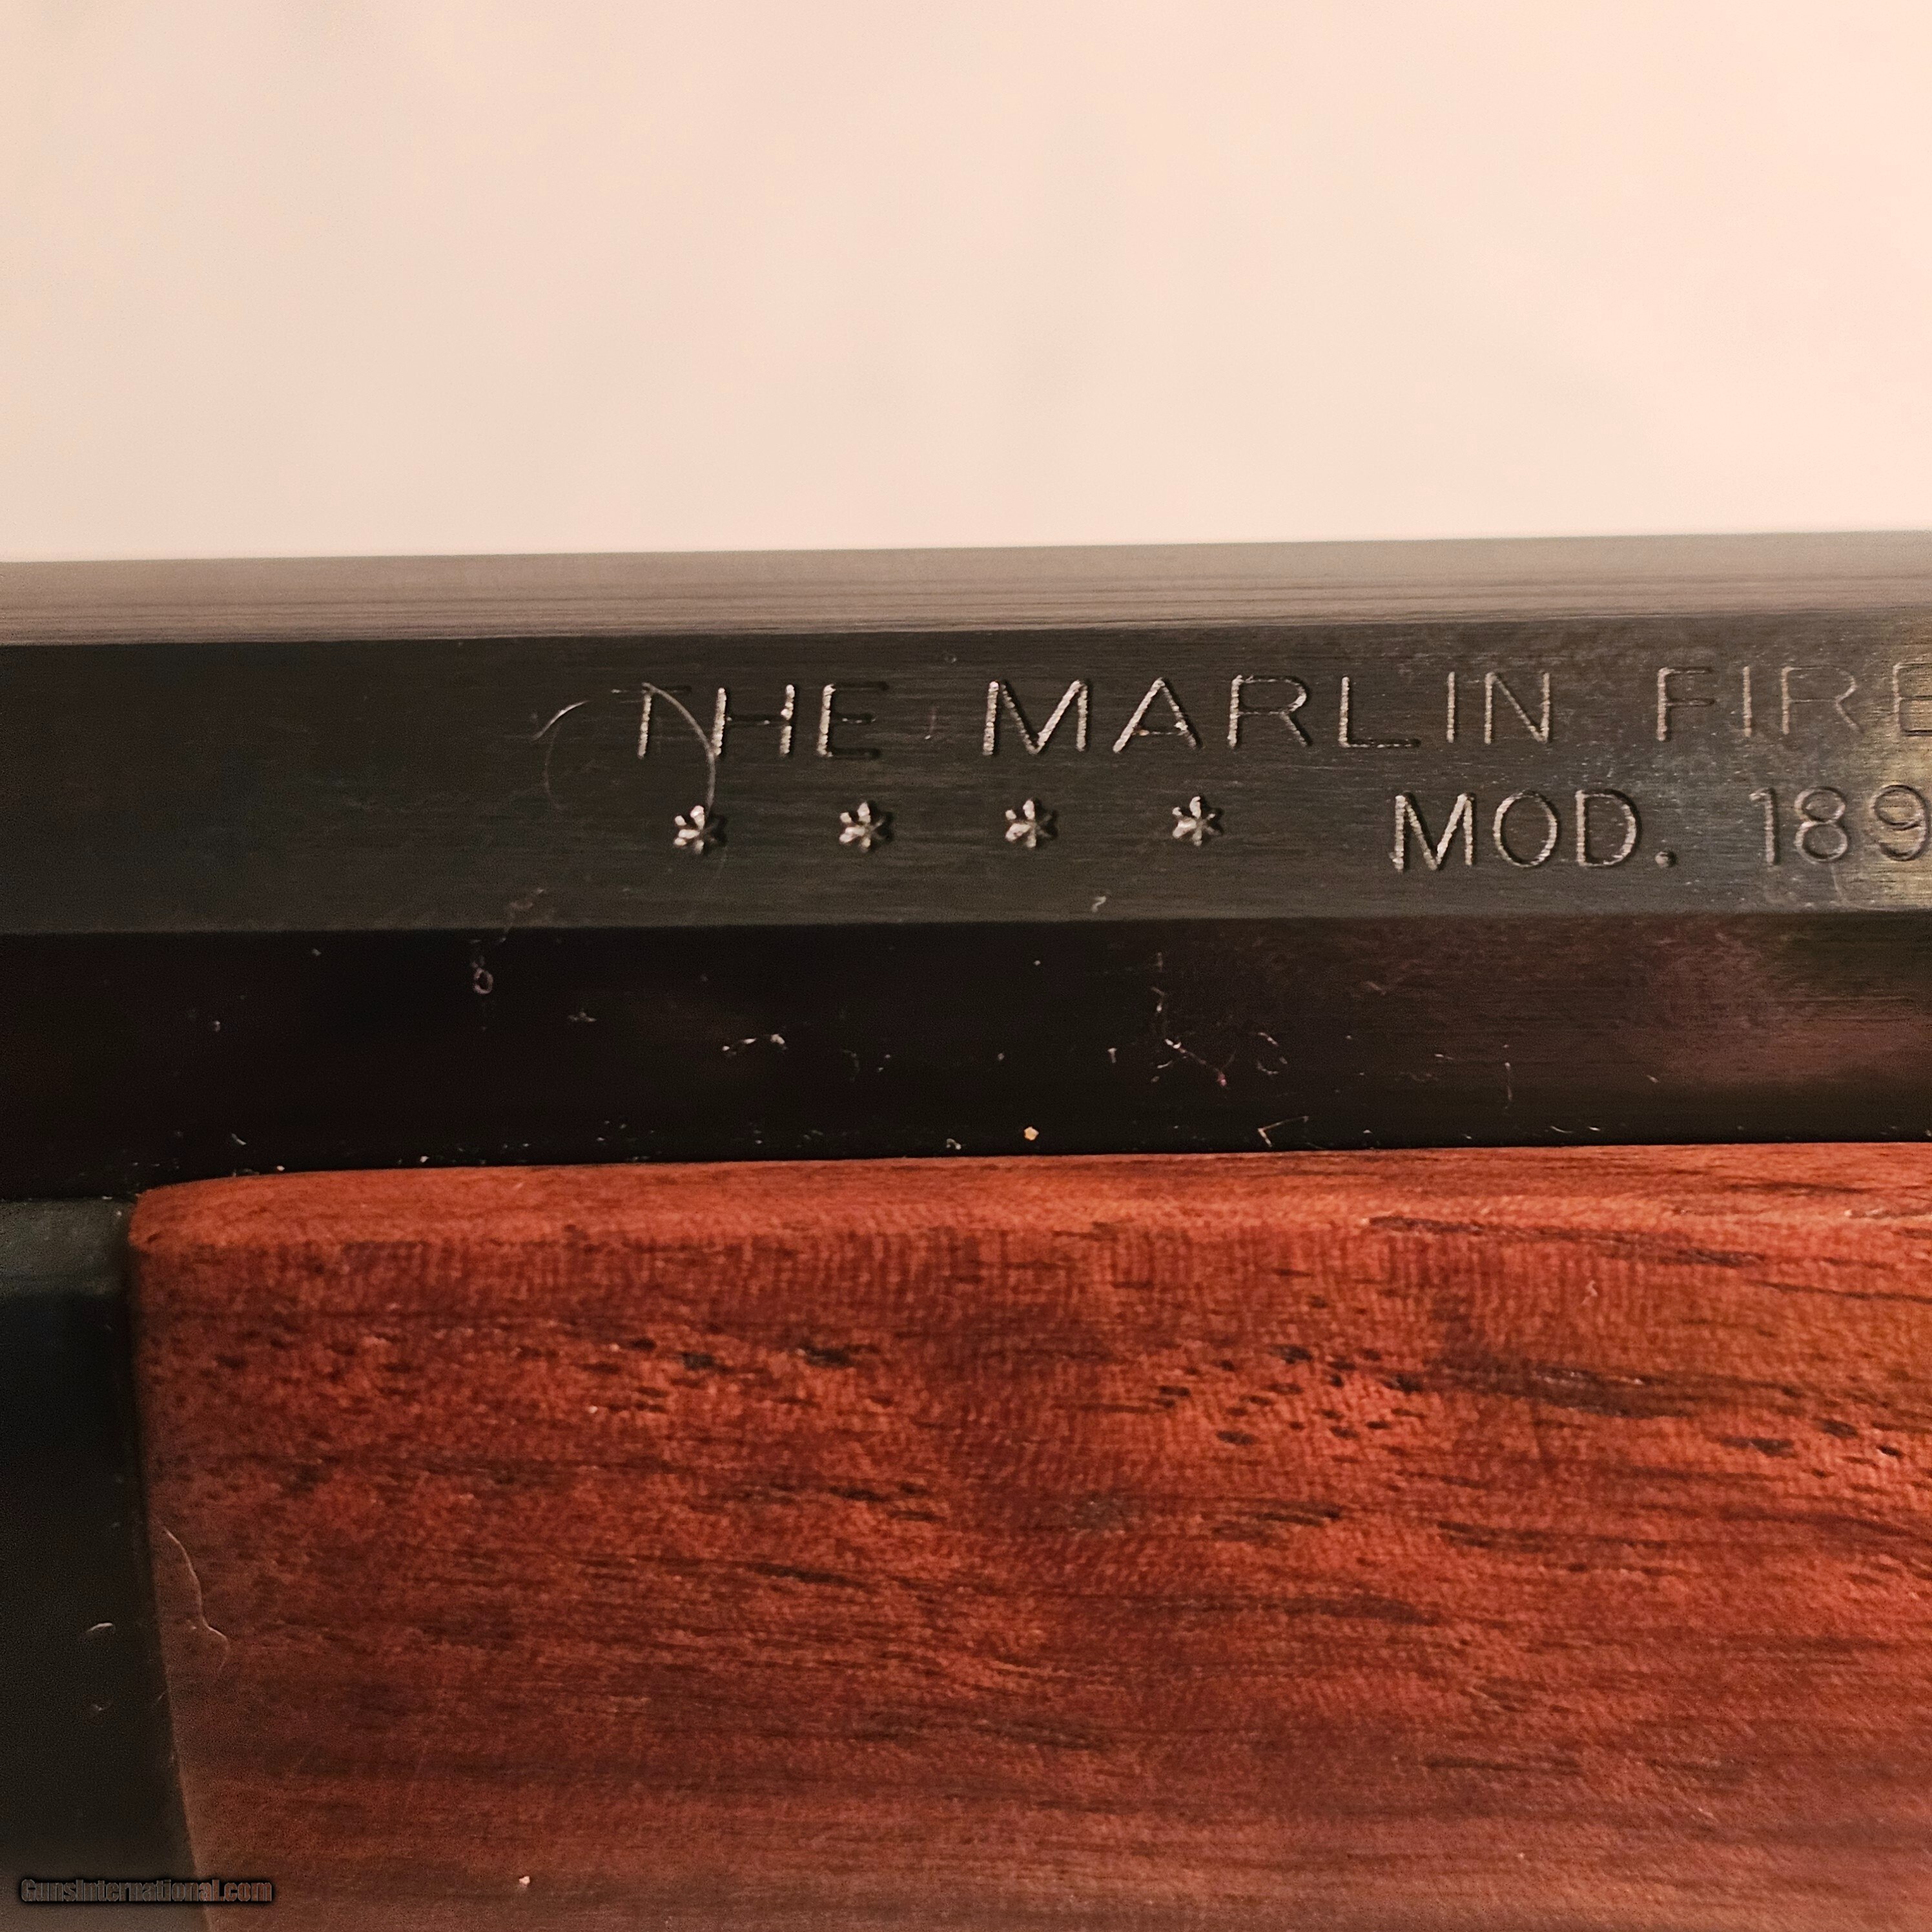 THE MARLIN FIRE
* * * * MOD. 189
GunsInternational.com